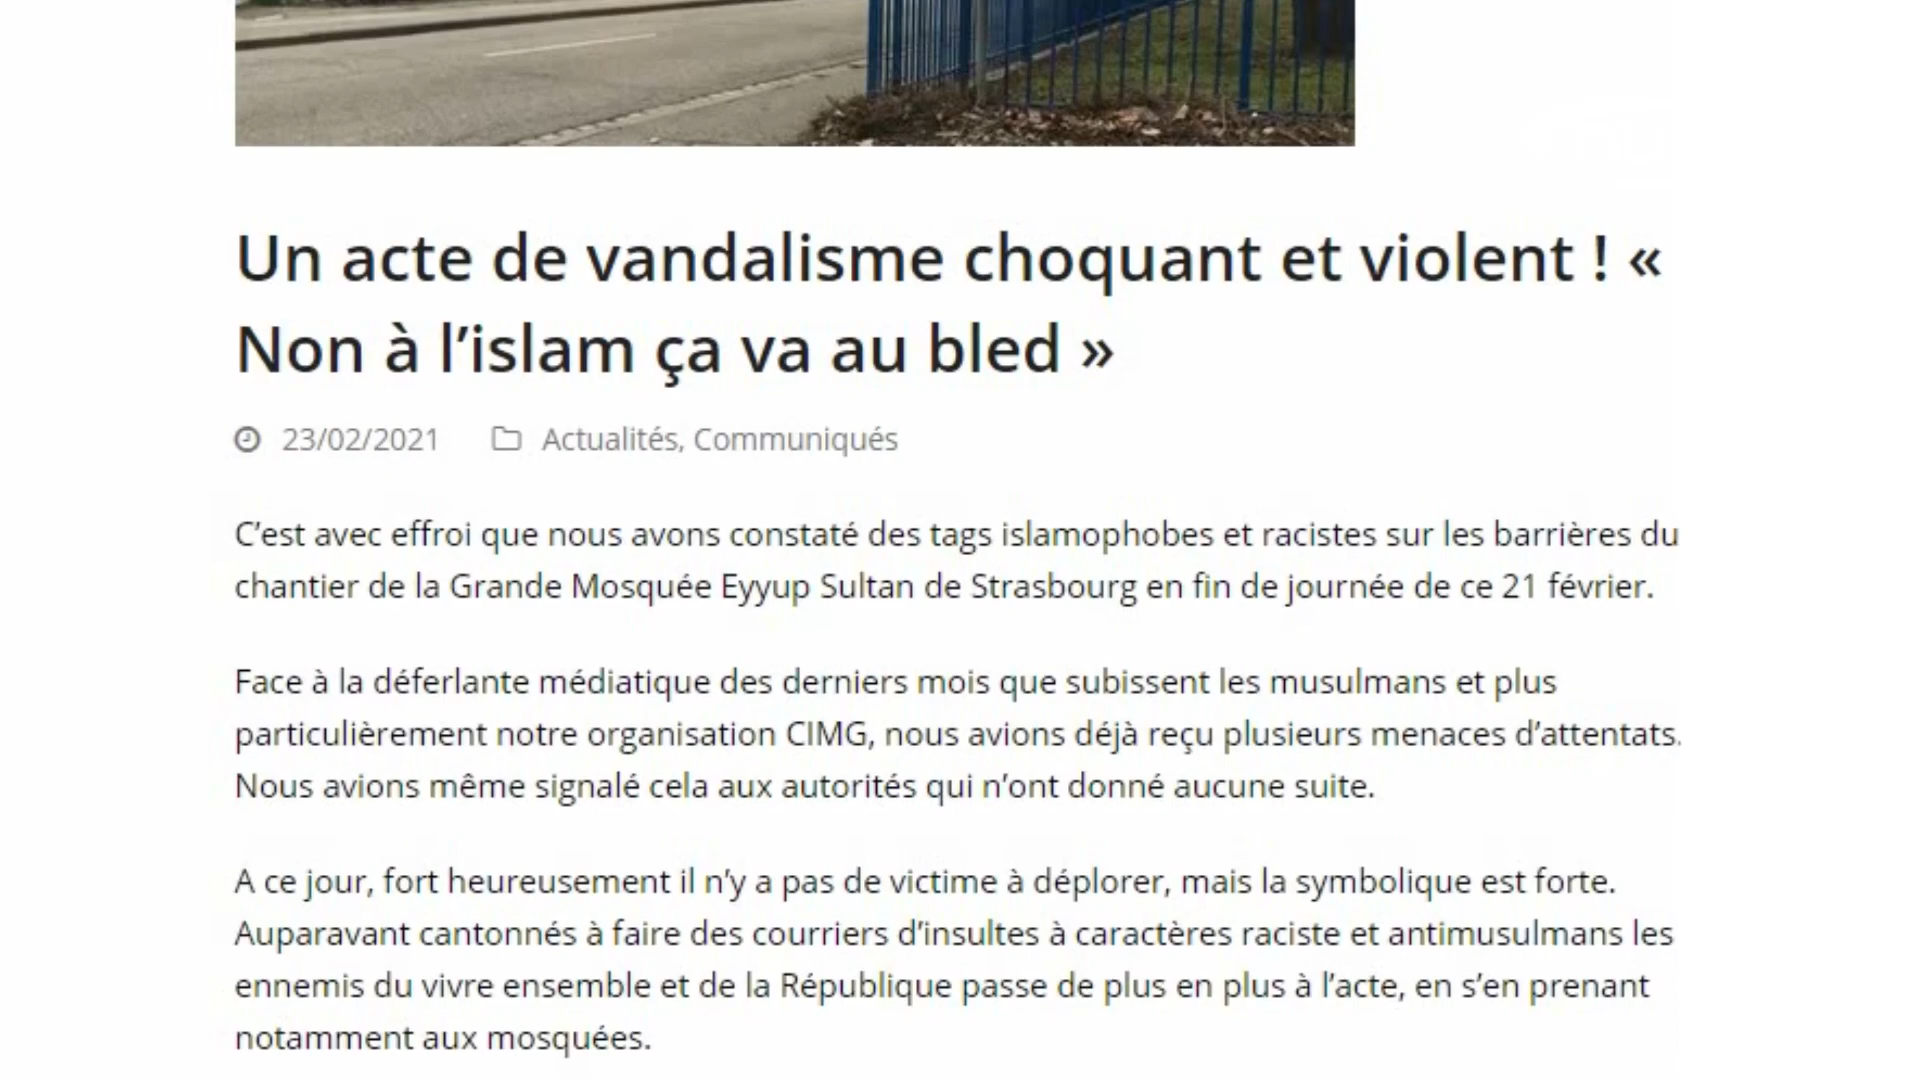 Un acte de vandalisme choquant et violent ! «
Non à l’islam ça va au bled »
23/02/2021 Actualités, Communiqués
C’est avec effroi que nous avons constaté des tags islamophobes et racistes sur les barrières du
chantier de la Grande Mosquée Eyyup Sultan de Strasbourg en fin de journée de ce 21 février.
Face à la déferlante médiatique des derniers mois que subissent les musulmans et plus
particulièrement notre organisation CIMG, nous avions déjà reçu plusieurs menaces d’attentats.
Nous avions même signalé cela aux autorités qui n’ont donné aucune suite.
A ce jour, fort heureusement il n’y a pas de victime à déplorer, mais la symbolique est forte.
Auparavant cantonnés à faire des courriers d’insultes à caractères raciste et antimusulmans les
ennemis du vivre ensemble et de la République passe de plus en plus à l’acte, en s’en prenant
notamment aux mosquées.